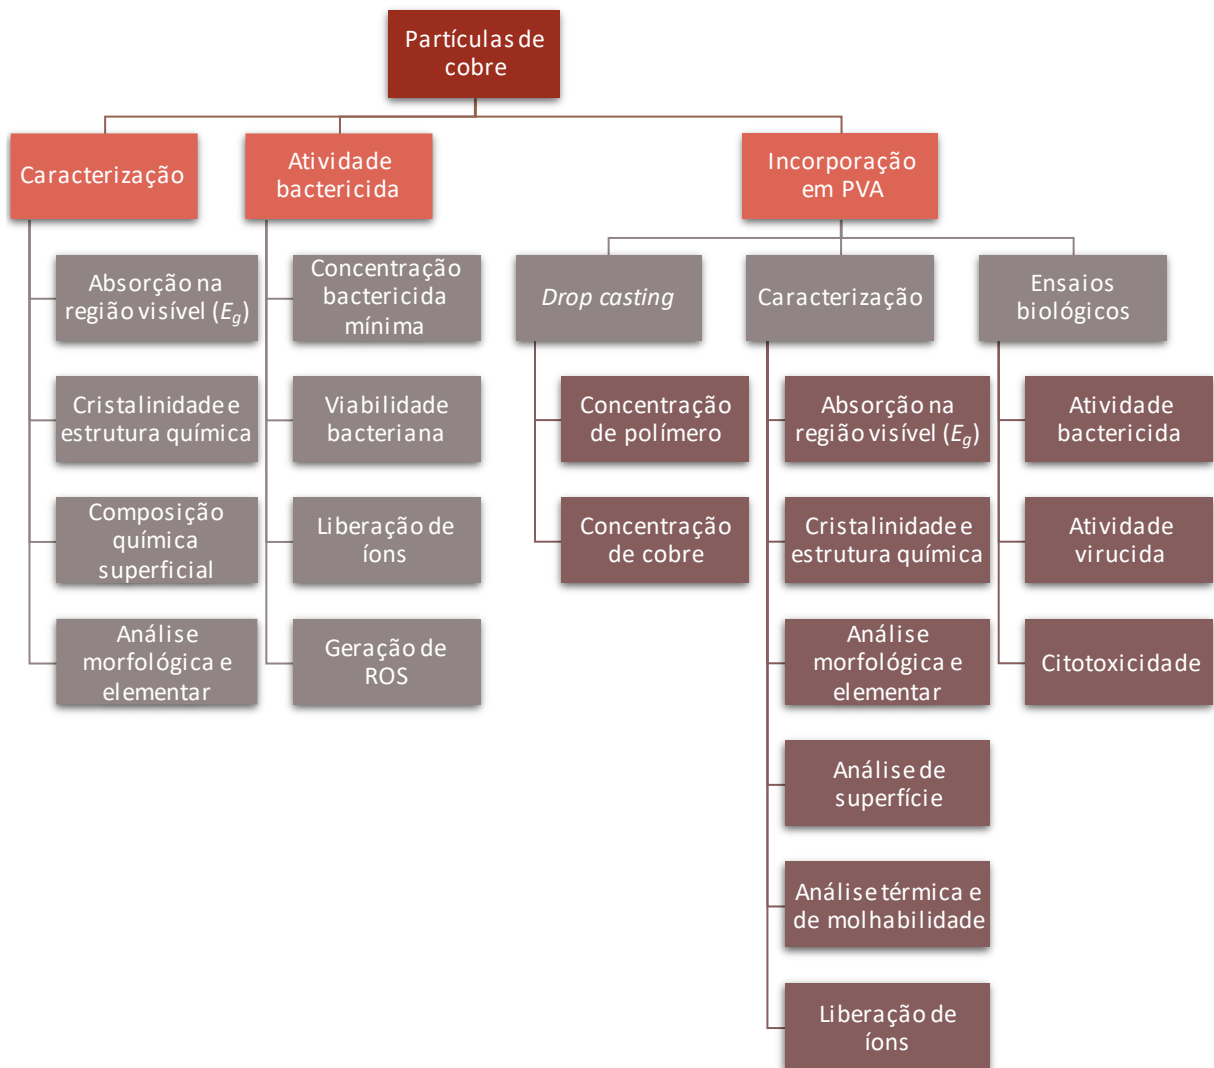 Partículas de
cobre
Caracterização
Atividade
bactericida
Incorporação
em PVA
Absorção na
região visível (Eg)
Cristalinidade e
estrutura química
Composição
química
superficial
Análise
morfológica e
elementar
Concentração
bactericida
mínima
Viabilidade
bacteriana
Liberação de
íons
Geração de
ROS
Drop casting
Concentração
de polímero
Concentração
de cobre
Caracterização
Absorção na
região visível (Eg)
Cristalinidade e
estrutura química
Análise
morfológica e
elementar
Análise de
superfície
Análise térmica e
de molhabilidade
Liberação de
íons
Ensaios
biológicos
Atividade
bactericida
Atividade
virucida
Citotoxicidade